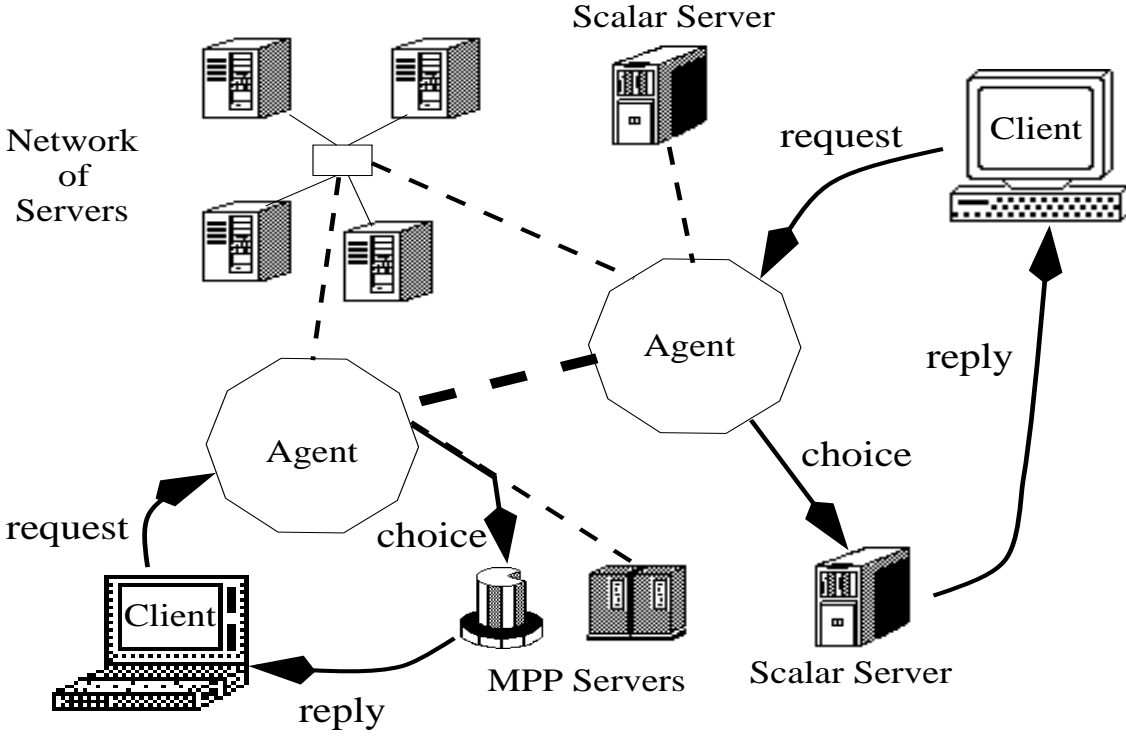 Scalar Server
Network
of
Servers
request
Client
Agent
reply
Agent
choice
request
choice
Client
MPP Servers
Scalar Server
reply